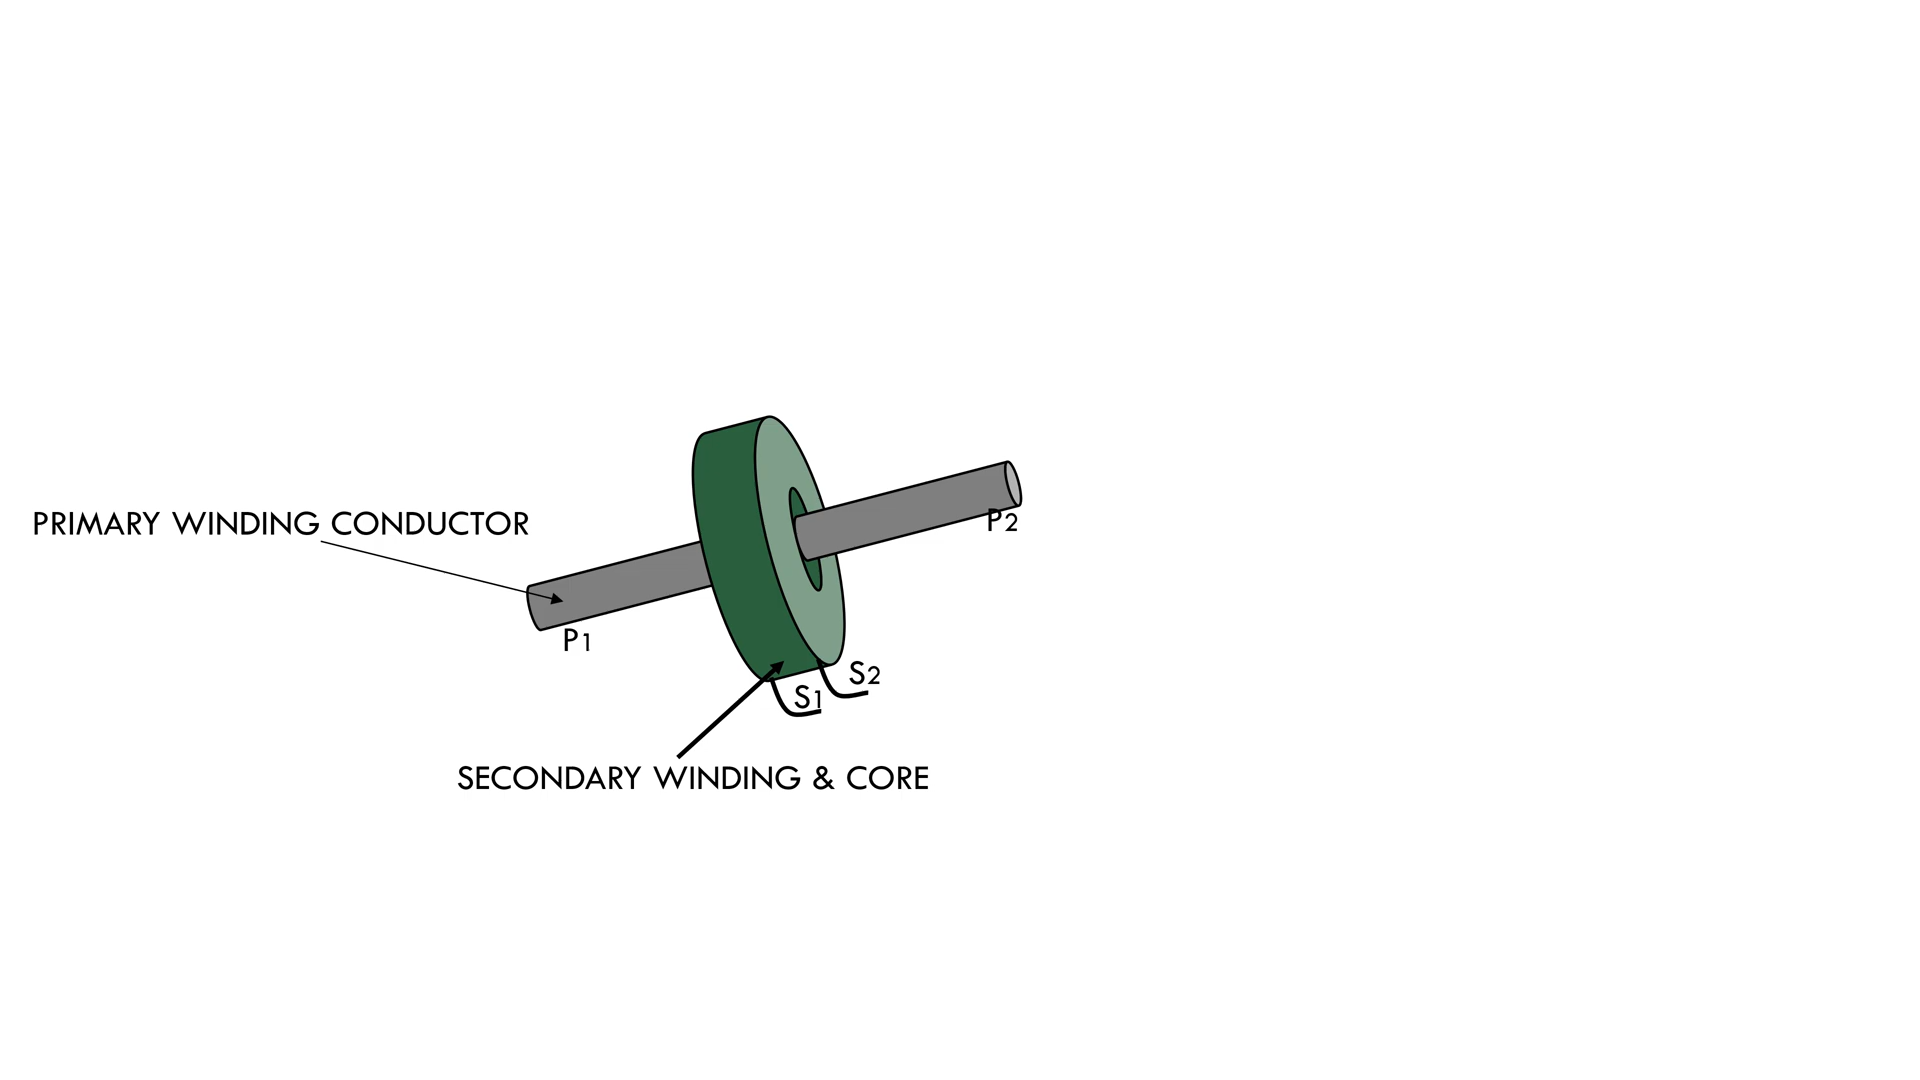 PRIMARY WINDING CONDUCTOR
P2
P1
S2
S1
SECONDARY WINDING & CORE